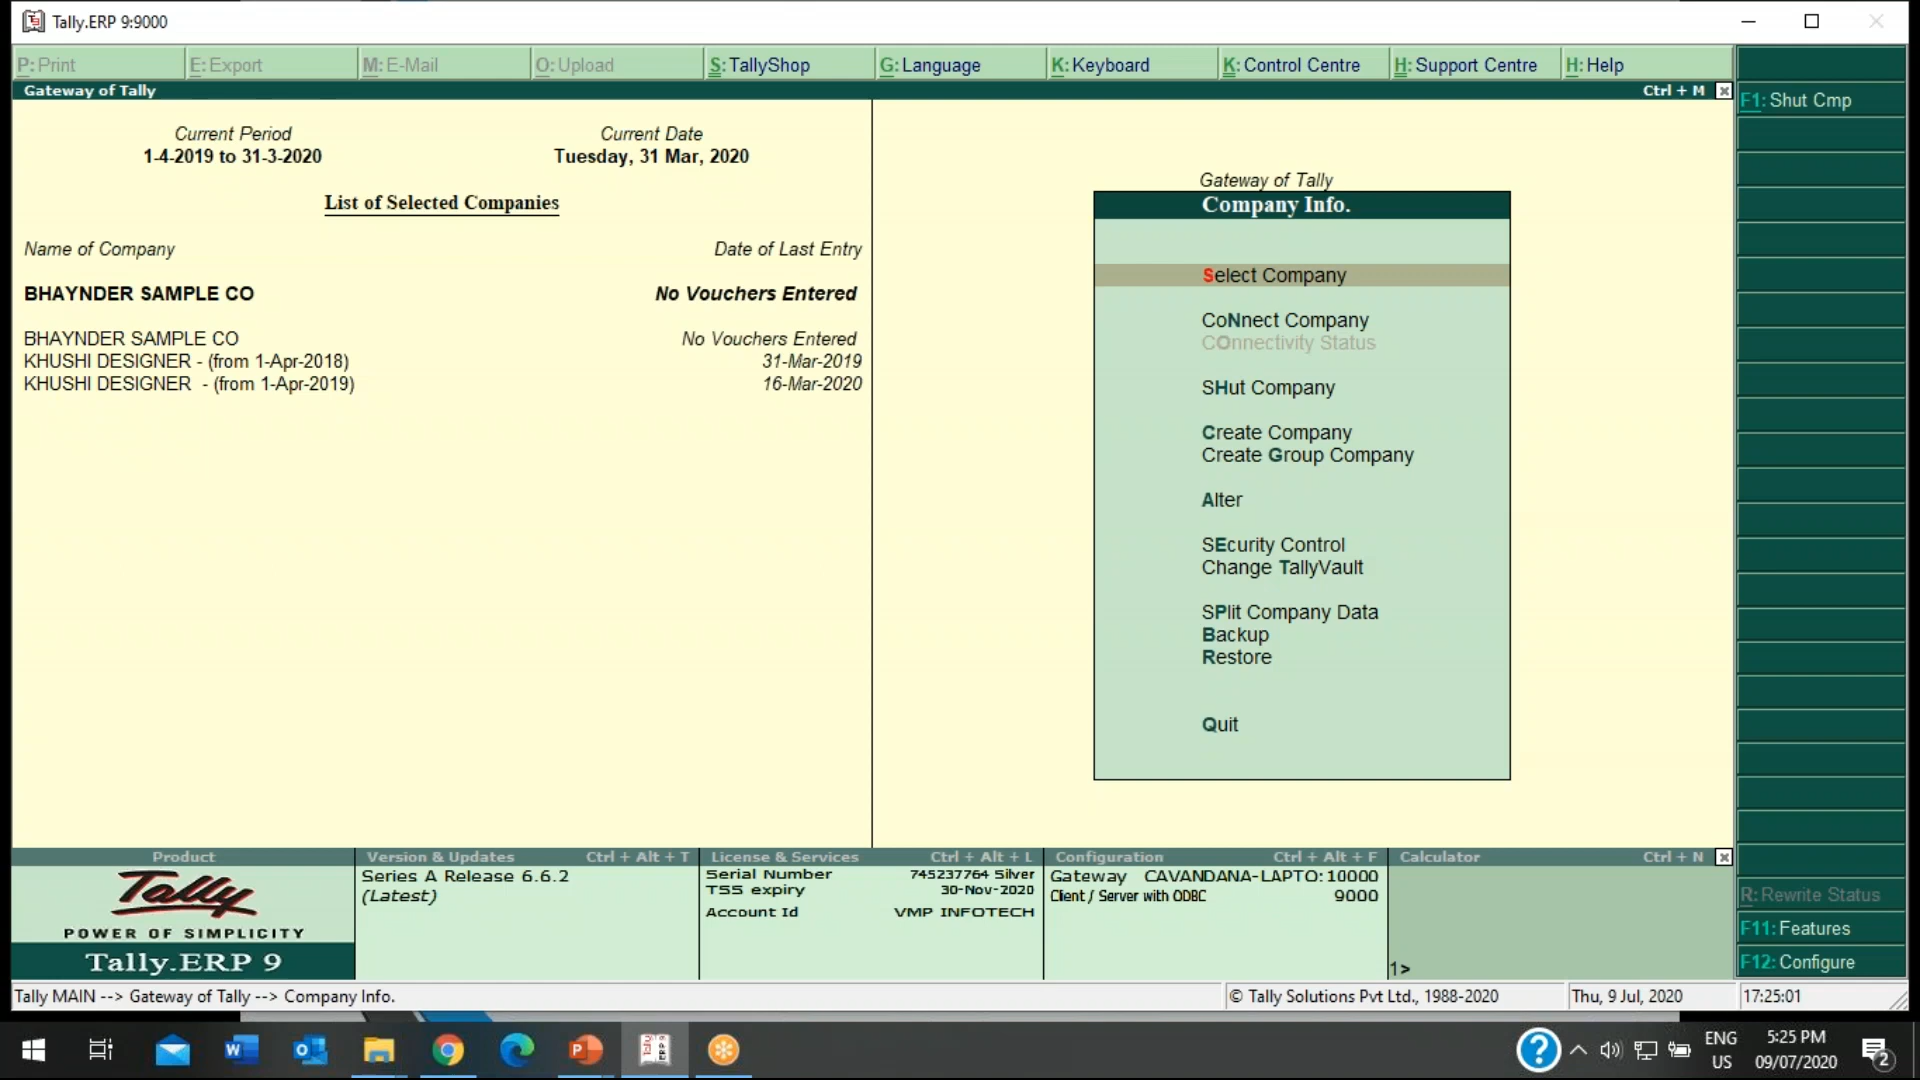 Tally.ERP 9:9000
P: Print E: Export M: E-Mail O: Upload S: TallyShop G: Language K: Keyboard K: Control Centre H: Support Centre H: Help
Gateway of Tally Ctrl + M
F1: Shut Cmp
Current Period Current Date
1-4-2019 to 31-3-2020 Tuesday, 31 Mar, 2020
List of Selected Companies
Name of Company Date of Last Entry
BHAYNDER SAMPLE CO No Vouchers Entered
BHAYNDER SAMPLE CO No Vouchers Entered
KHUSHI DESIGNER - (from 1-Apr-2018) 31-Mar-2019
KHUSHI DESIGNER - (from 1-Apr-2019) 16-Mar-2020
Gateway of Tally
Company Info.
Select Company
CoNnect Company
COnnectivity Status
SHut Company
Create Company
Create Group Company
Alter
SEcurity Control
Change TallyVault
SPlit Company Data
Backup
Restore
Quit
Product
Tally
POWER OF SIMPLICITY
Tally.ERP 9
Version & Updates Ctrl + Alt + T
Series A Release 6.6.2
(Latest)
License & Services Ctrl + Alt + L
Serial Number 745237764 Silver
TSS expiry 30-Nov-2020
Account Id VMP INFOTECH
Configuration Ctrl + Alt + F
Gateway CAVANDANA-LAPTO:10000
Client / Server with ODBC 9000
Calculator Ctrl + N
1>
R: Rewrite Status
F11: Features
F12: Configure
Tally MAIN --> Gateway of Tally --> Company Info. © Tally Solutions Pvt Ltd., 1988-2020 Thu, 9 Jul, 2020 17:25:01
ENG
US
5:25 PM
09/07/2020
2